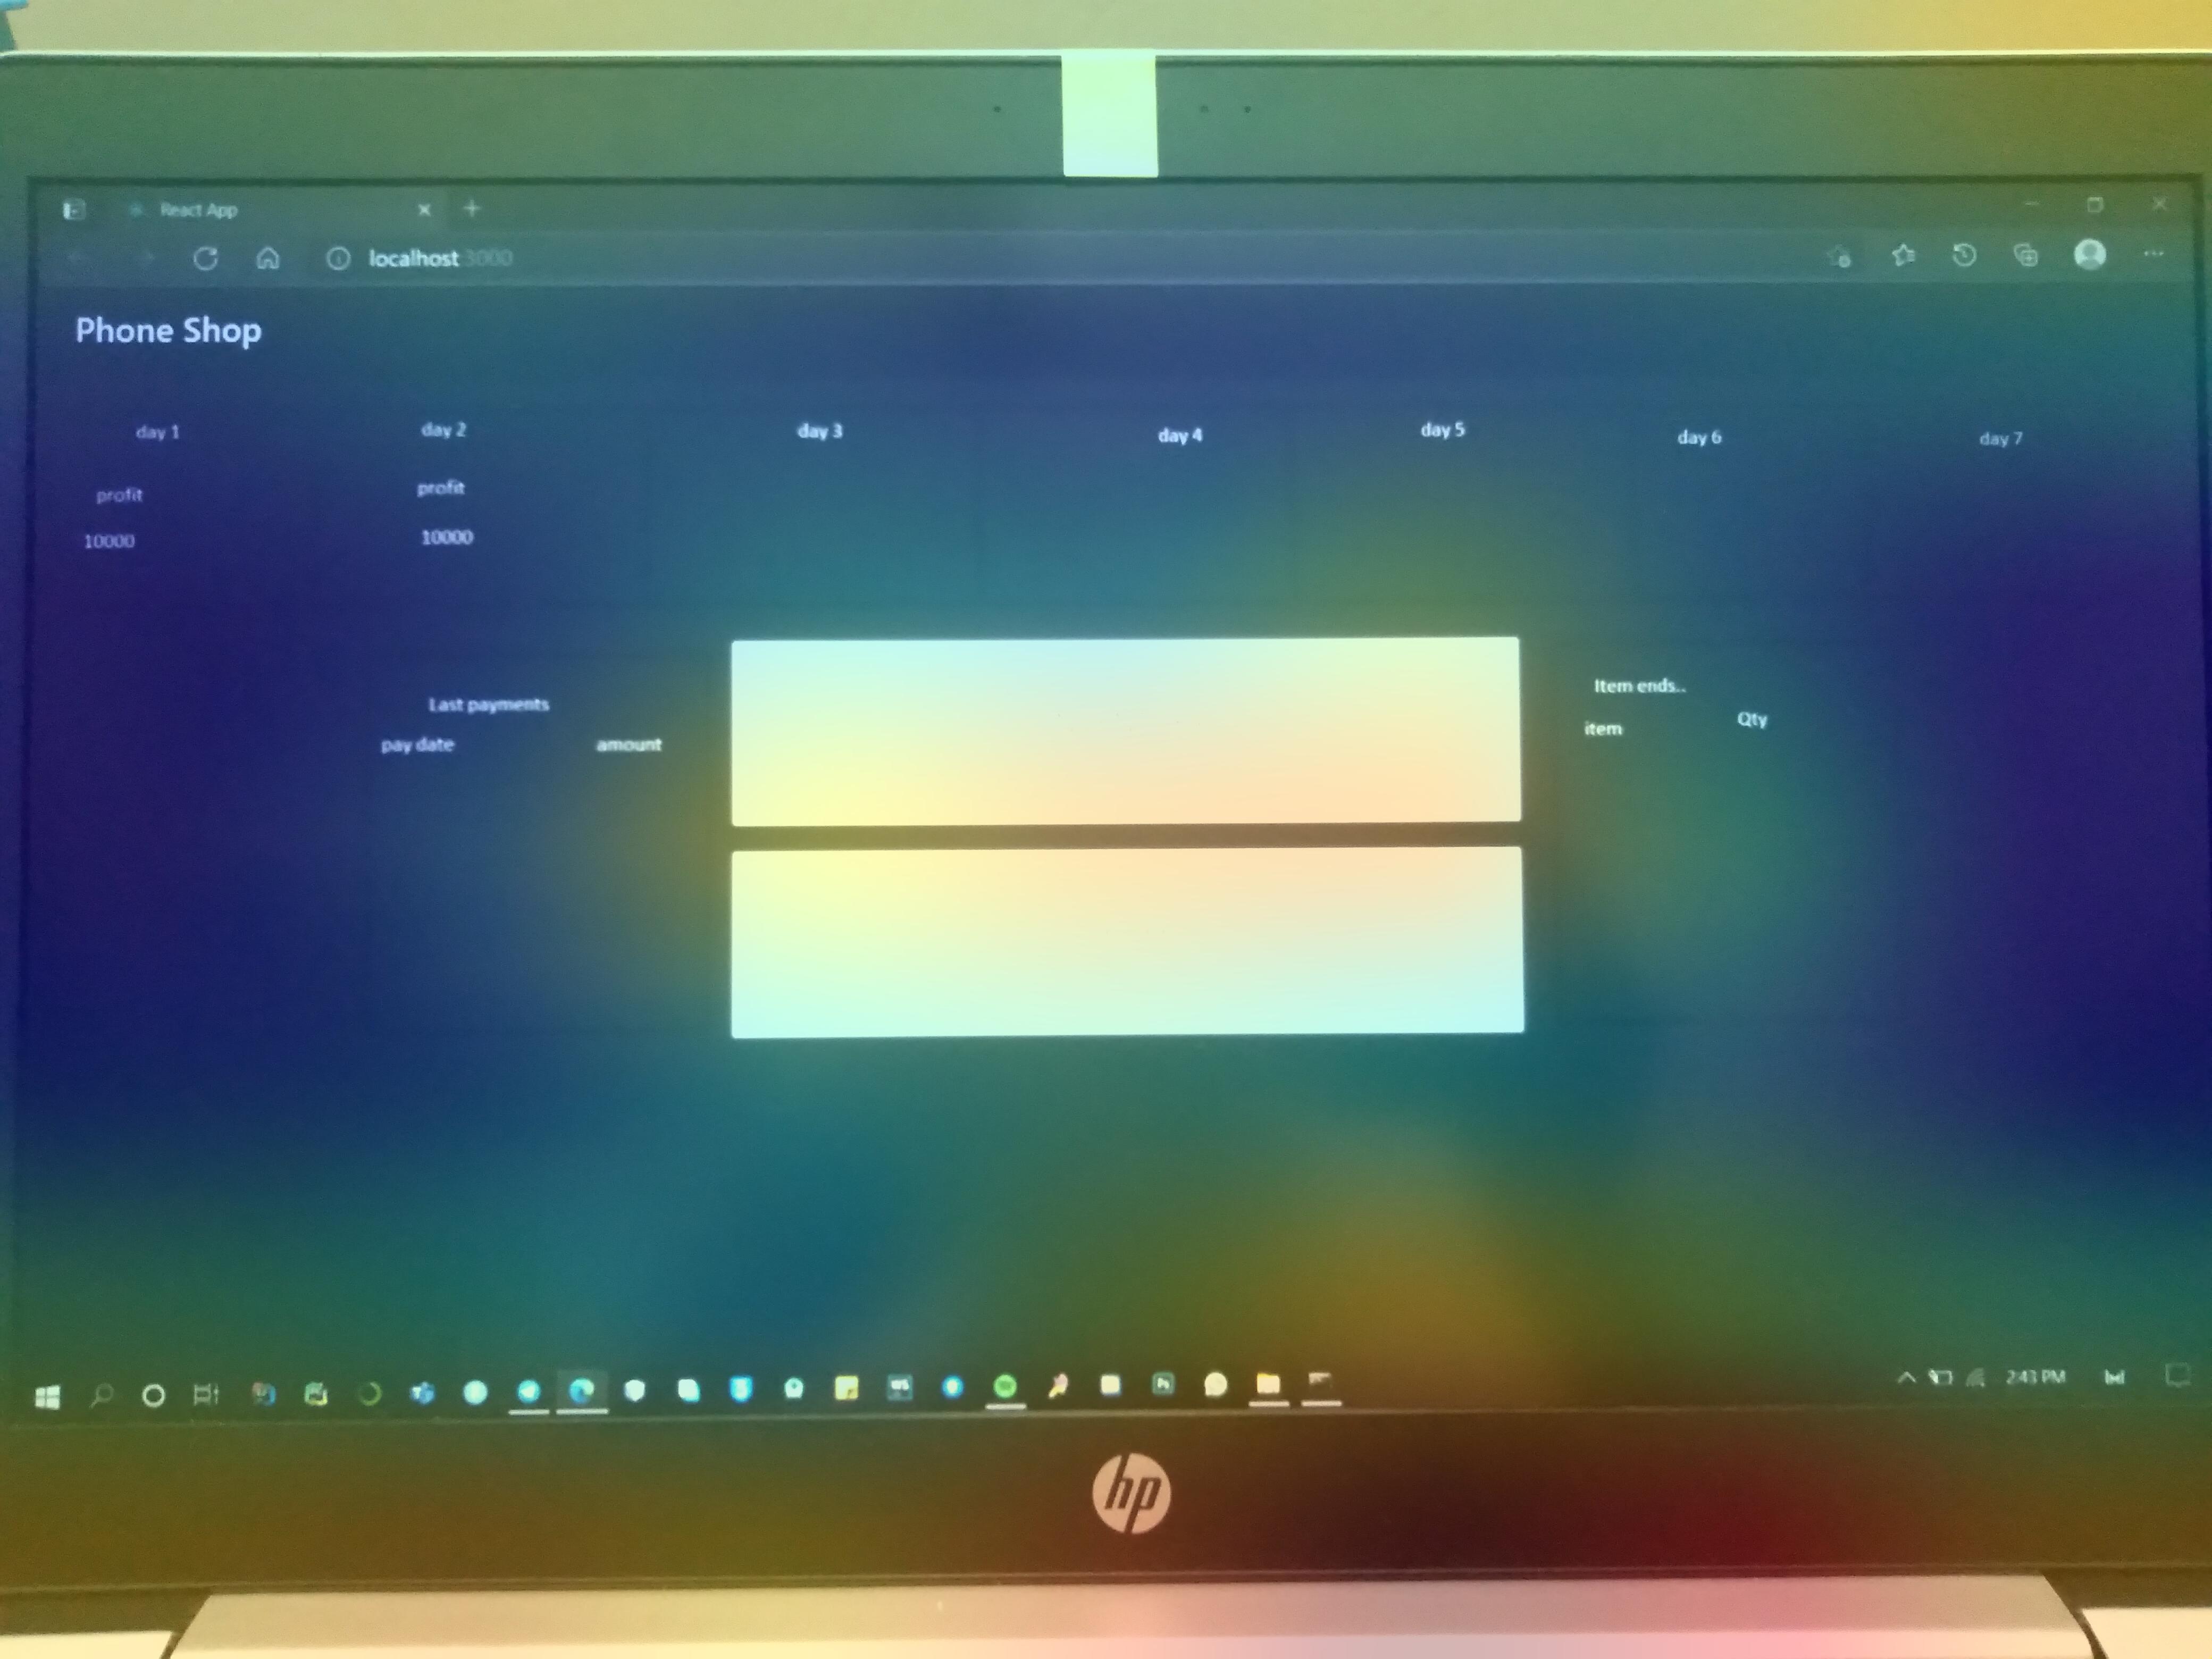 React App
localhost:3000
Phone Shop
day 1 day 2 day 3 day 4 day 5 day 6 day 7
profit profit
10000 10000
Last payments
pay date amount
Item ends..
item Qty
2:43 PM
hp